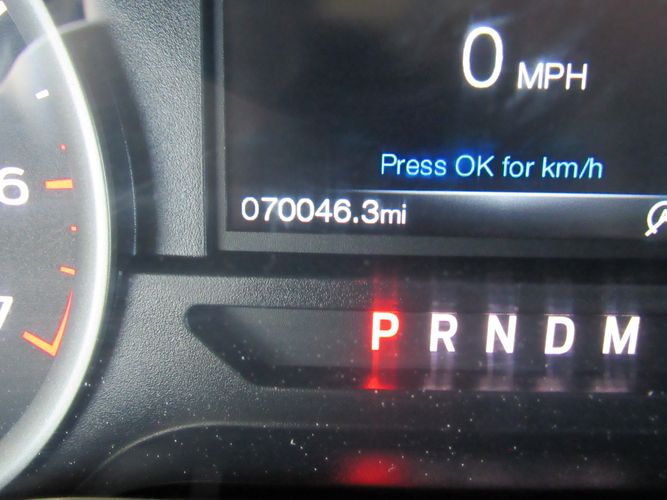 0 MPH
Press OK for km/h
070046.3mi
6
7
P R N D M